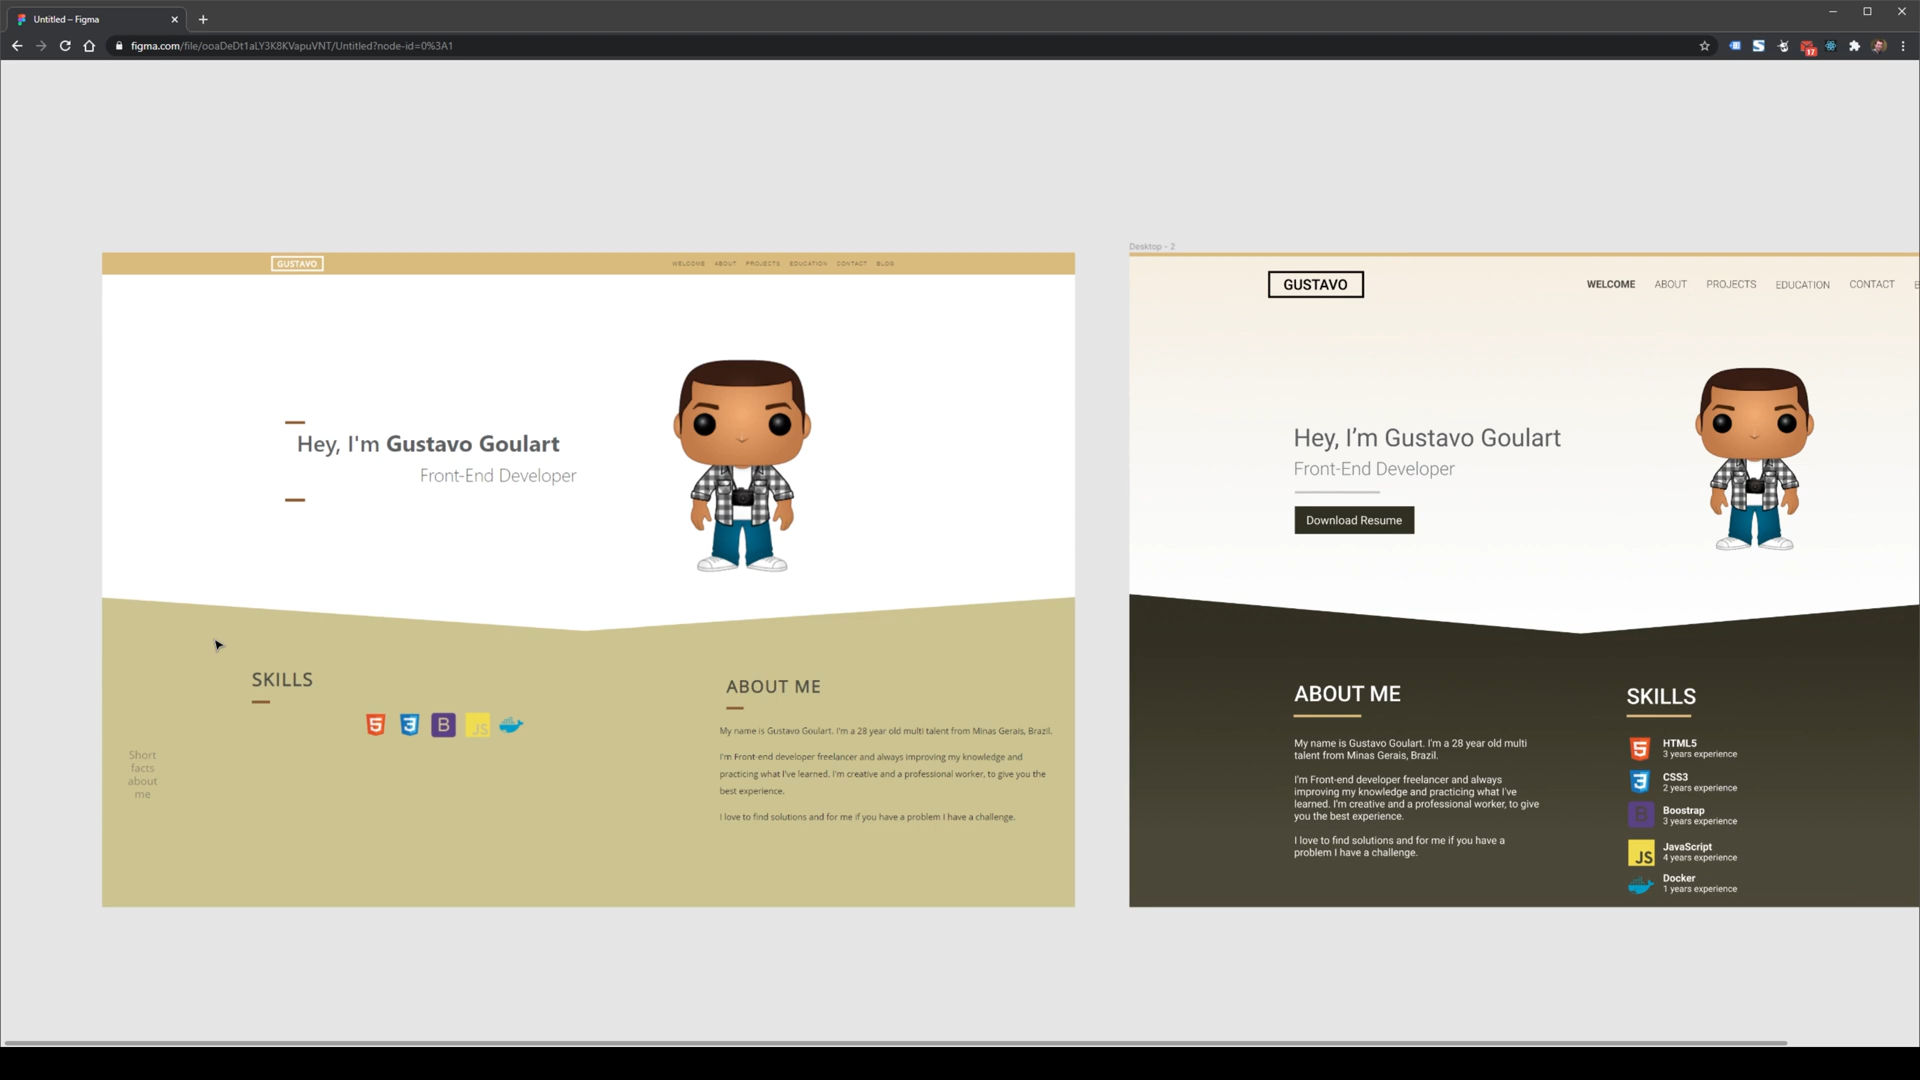 Untitled – Figma
figma.com/file/ooaDeDt1aLY3K8KVapuVNT/Untitled?node-id=0%3A1
17
GUSTAVO
WELCOME ABOUT PROJECTS EDUCATION CONTACT BLOG
Hey, I'm Gustavo Goulart
Front-End Developer
SKILLS
5 3 B JS
Short
facts
about
me
ABOUT ME
My name is Gustavo Goulart. I'm a 28 year old multi talent from Minas Gerais, Brazil.
I'm Front-end developer freelancer and always improving my knowledge and
practicing what I've learned. I'm creative and a professional worker, to give you the
best experience.
I love to find solutions and for me if you have a problem I have a challenge.
Desktop - 2
GUSTAVO
WELCOME ABOUT PROJECTS EDUCATION CONTACT
Hey, I'm Gustavo Goulart
Front-End Developer
Download Resume
ABOUT ME
My name is Gustavo Goulart. I'm a 28 year old multi
talent from Minas Gerais, Brazil.
I'm Front-end developer freelancer and always
improving my knowledge and practicing what I've
learned. I'm creative and a professional worker, to give
you the best experience.
I love to find solutions and for me if you have a
problem I have a challenge.
SKILLS
5 HTML5
3 years experience
3 CSS3
2 years experience
B Boostrap
3 years experience
JS JavaScript
4 years experience
Docker
1 years experience